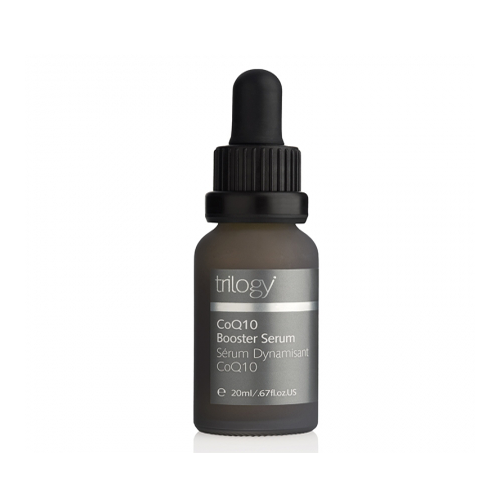 trilogy
CoQ10
Booster Serum
Sérum Dynamisant
CoQ10
℮ 20ml/.67fl.oz.US